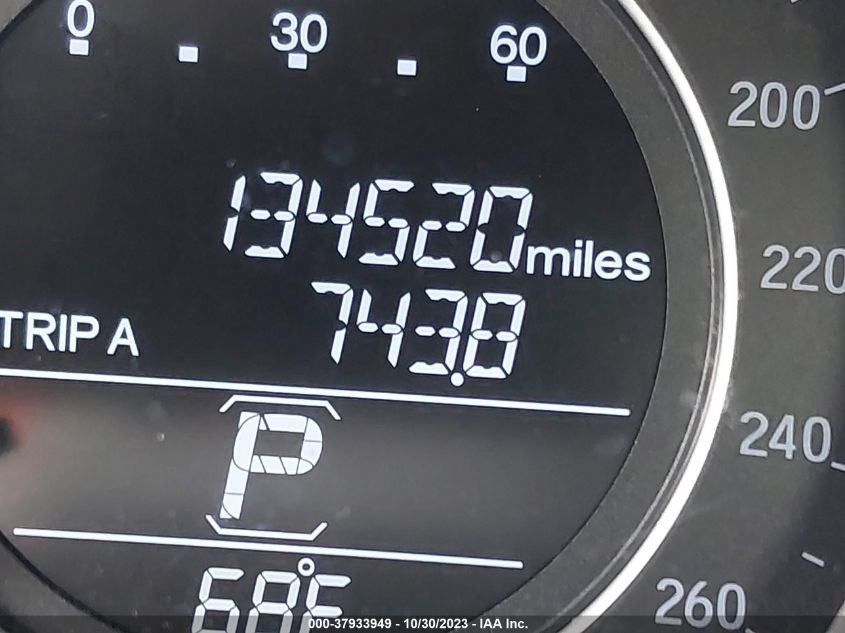 0 30 60
200
134520 miles
220
TRIP A 743.8
240
P
68°F
260
000-37933949 - 10/30/2023 - IAA Inc.